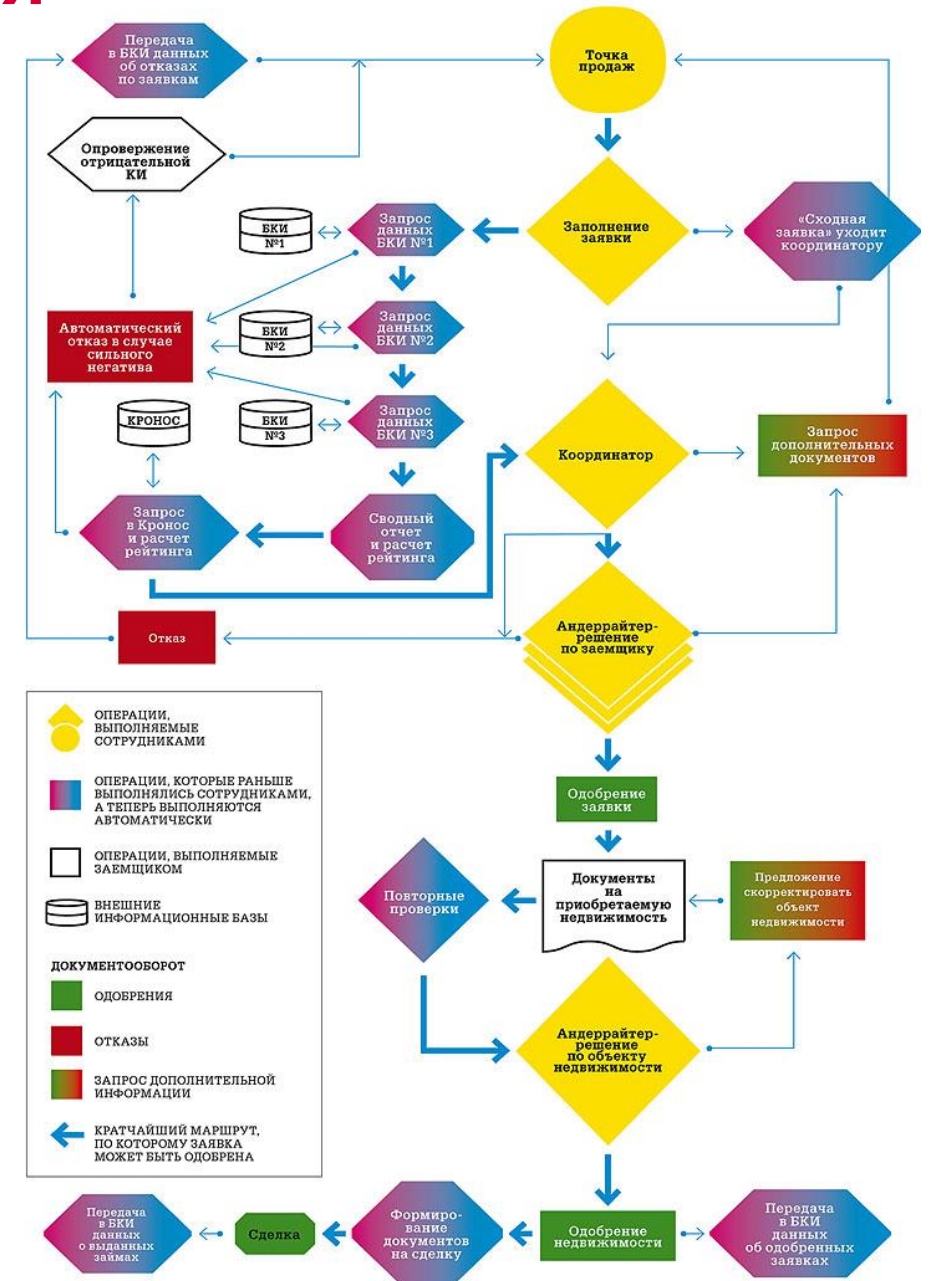 Передача
в БКИ данных
об отказах
по заявкам
Точка
продаж
Опровержение
отрицательной
КИ
БКИ
№1
Запрос
данных
БКИ №1
Заполнение
заявки
«Сходная
заявка» уходит
координатору
Автоматический
отказ в случае
сильного
негатива
БКИ
№2
Запрос
данных
БКИ №2
КРОНОС
БКИ
№3
Запрос
данных
БКИ №3
Координатор
Запрос
дополнительных
документов
Запрос
в Кронос
и расчет
рейтинга
Сводный
отчет
и расчет
рейтинга
Отказ
Андеррайтер-
решение
по заемщику
ОПЕРАЦИИ,
ВЫПОЛНЯЕМЫЕ
СОТРУДНИКАМИ
ОПЕРАЦИИ, КОТОРЫЕ РАНЬШЕ
ВЫПОЛНЯЛИСЬ СОТРУДНИКАМИ,
А ТЕПЕРЬ ВЫПОЛНЯЮТСЯ
АВТОМАТИЧЕСКИ
ОПЕРАЦИИ, ВЫПОЛНЯЕМЫЕ
ЗАЕМЩИКОМ
ВНЕШНИЕ
ИНФОРМАЦИОННЫЕ БАЗЫ
ДОКУМЕНТООБОРОТ
ОДОБРЕНИЯ
ОТКАЗЫ
ЗАПРОС ДОПОЛНИТЕЛЬНОЙ
ИНФОРМАЦИИ
КРАТЧАЙШИЙ МАРШРУТ,
ПО КОТОРОМУ ЗАЯВКА
МОЖЕТ БЫТЬ ОДОБРЕНА
Одобрение
заявки
Повторные
проверки
Документы
на
приобретаемую
недвижимость
Предложение
скорректировать
объект
недвижимости
Андеррайтер-
решение
по объекту
недвижимости
Передача
в БКИ
данных
о выданных
займах
Сделка
Формиро-
вание
документов
на сделку
Одобрение
недвижимости
Передача
в БКИ
данных
об одобренных
заявках